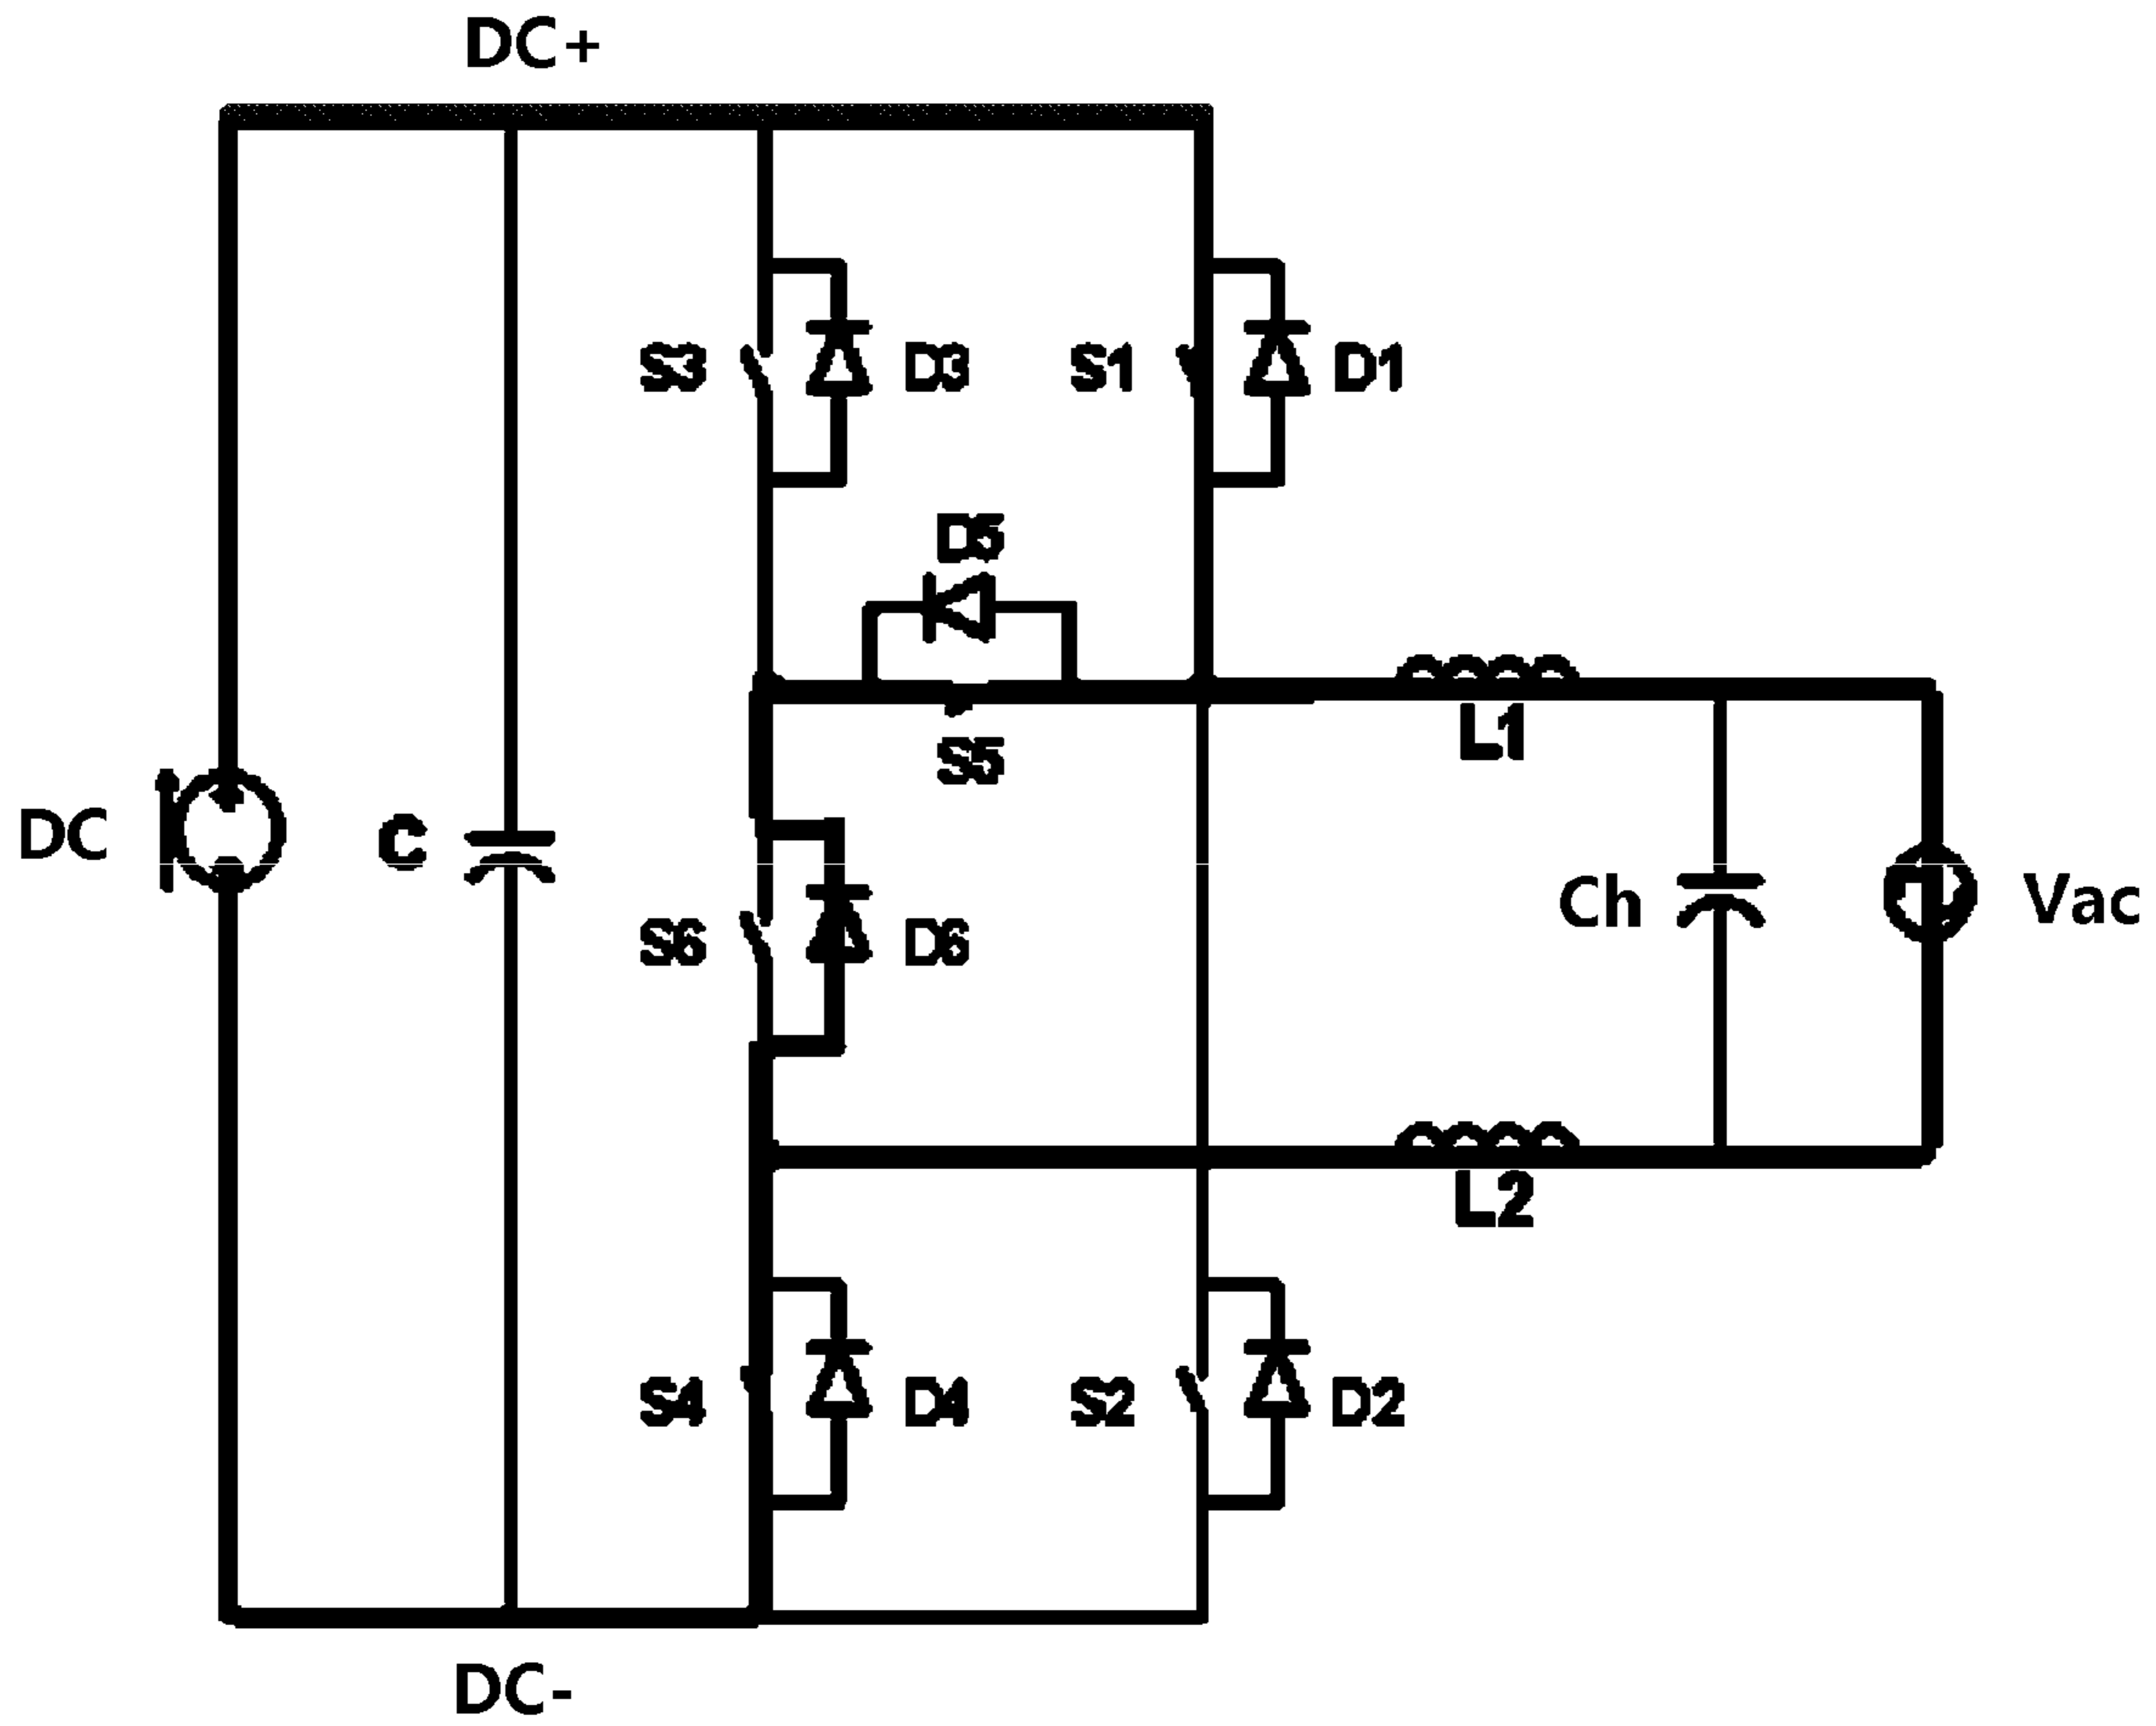 DC+
S3 D3 S1 D1
D5
L1
S5
DC C
Ch Vac
S6 D6
L2
S4 D4 S2 D2
DC-